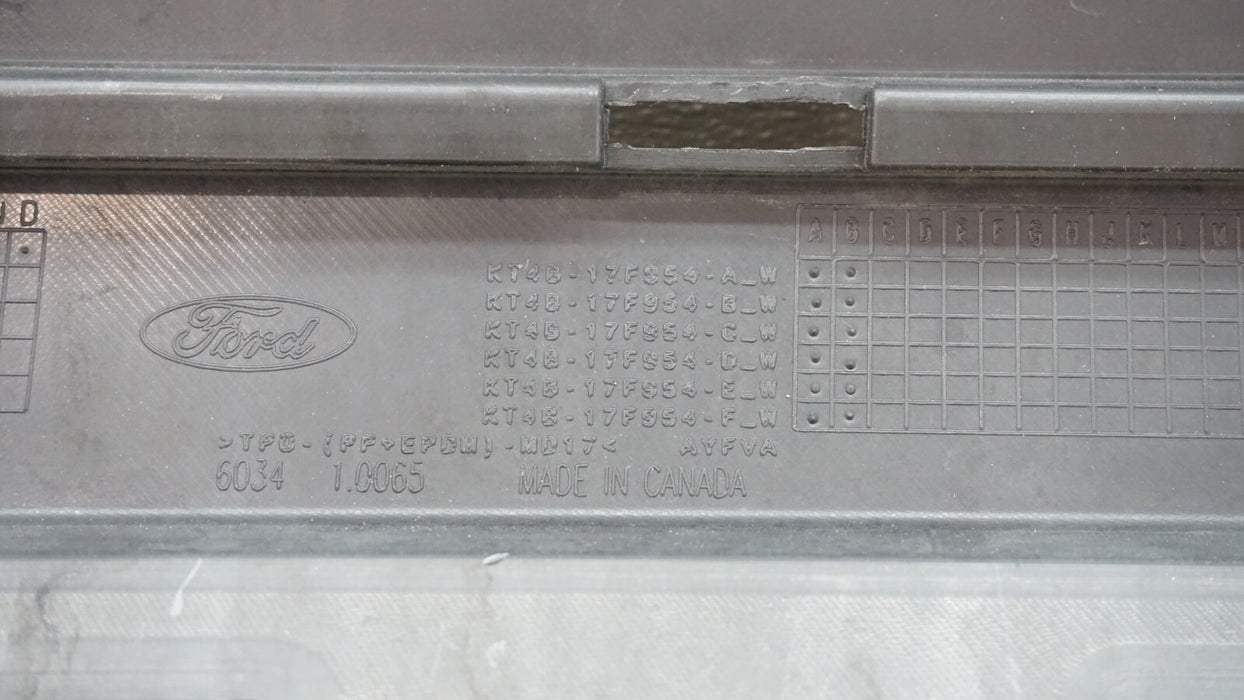 N D
Ford
KT4B-17F954-A_W
KT4B-17F954-B_W
KT4B-17F954-C_W
KT4B-17F954-D_W
KT4B-17F954-E_W
KT4B-17F954-F_W
A B C D E F G H J K L M
>TPO-(PP+EPDM)-MD17< AYFVA
6034 1.0065 MADE IN CANADA